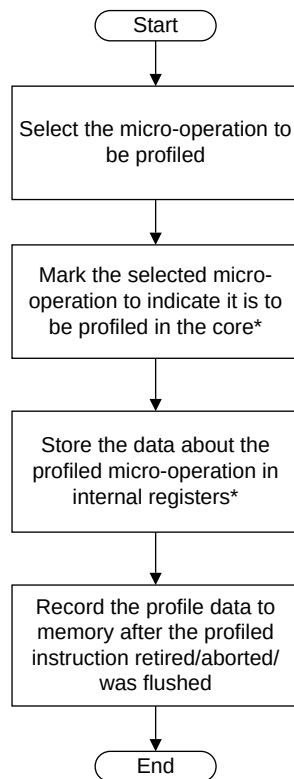 Start
Select the micro-operation to
be profiled
Mark the selected micro-
operation to indicate it is to
be profiled in the core*
Store the data about the
profiled micro-operation in
internal registers*
Record the profile data to
memory after the profiled
instruction retired/aborted/
was flushed
End